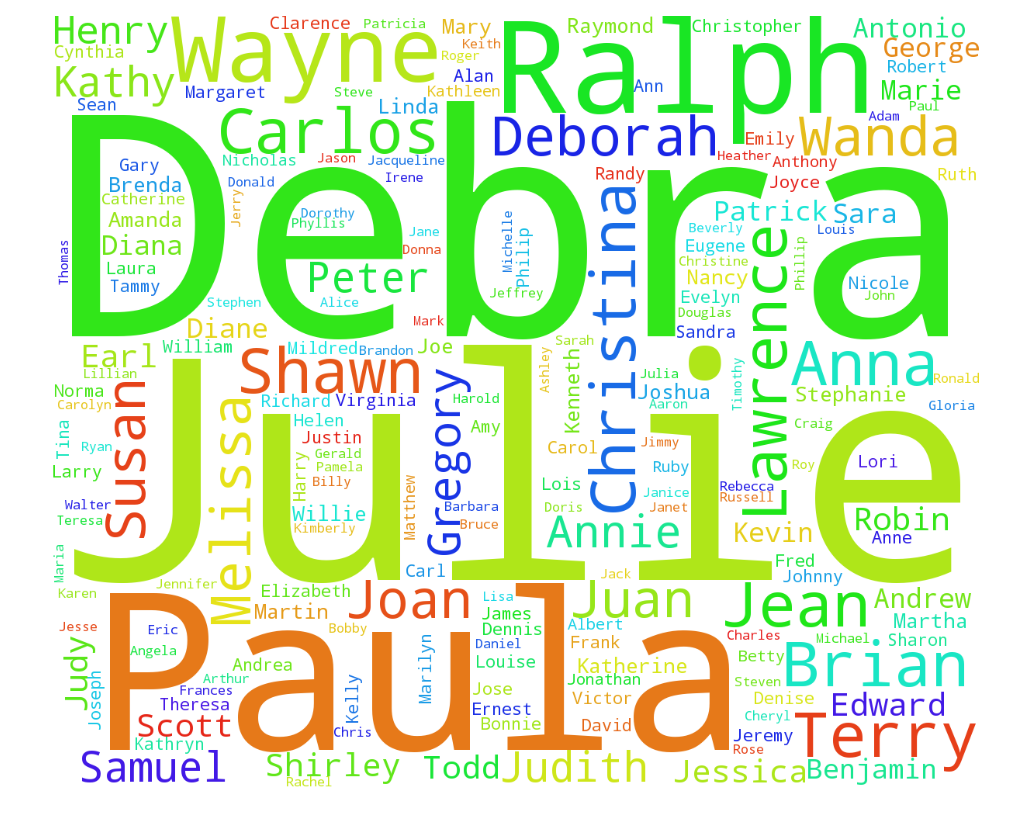 Henry
Wayne
Clarence
Patricia
Mary
Keith
Roger
Ralph
Raymond
Christopher
Antonio
George
Robert
Cynthia
Kathy
Margaret
Steve
Alan
Kathleen
Ann
Marie
Paul
Sean
Linda
Carlos
Deborah
Emily
Wanda
Adam
Debra
Gary
Nicholas
Jason
Jacqueline
Heather
Anthony
Brenda
Donald
Irene
Randy
Joyce
Ruth
Catherine
Jerry
Amanda
Dorothy
Phyllis
Jane
Michelle
Philip
Christina
Patrick
Sara
Beverly
Louis
Diana
Donna
Eugene
Lawrence
Phillip
Thomas
Laura
Peter
Christine
Nancy
Tammy
Jeffrey
Nicole
John
Evelyn
Stephen
Alice
Douglas
Mark
Sandra
Diane
William
Mildred
Brandon
Joe
Sarah
Earl
Lillian
Shawn
Ashley
Kenneth
Julia
Timothy
Anna
Ronald
Norma
Susan
Richard
Virginia
Gregory
Harold
Joshua
Aaron
Stephanie
Carolyn
Melissa
Gloria
Julie
Tina
Ryan
Helen
Amy
Craig
Justin
Carol
Jimmy
Larry
Harry
Gerald
Pamela
Billy
Matthew
Ruby
Roy
Lori
Lois
Janice
Rebecca
Russell
Walter
Teresa
Willie
Kimberly
Barbara
Bruce
Doris
Janet
Annie
Kevin
Robin
Anne
Maria
Karen
Jennifer
Carl
Jack
Fred
Johnny
Elizabeth
Joan
Lisa
Juan
Jean
Andrew
Martin
James
Dennis
Albert
Martha
Jesse
Eric
Paula
Bobby
Daniel
Frank
Charles
Michael
Sharon
Judy
Angela
Andrea
Marilyn
Louise
Katherine
Betty
Brian
Joseph
Arthur
Jonathan
Steven
Frances
Theresa
Kelly
Jose
Ernest
Victor
Denise
Edward
Scott
Bonnie
David
Cheryl
Terry
Kathryn
Chris
Jeremy
Rose
Samuel
Shirley
Rachel
Todd
Judith
Jessica
Benjamin